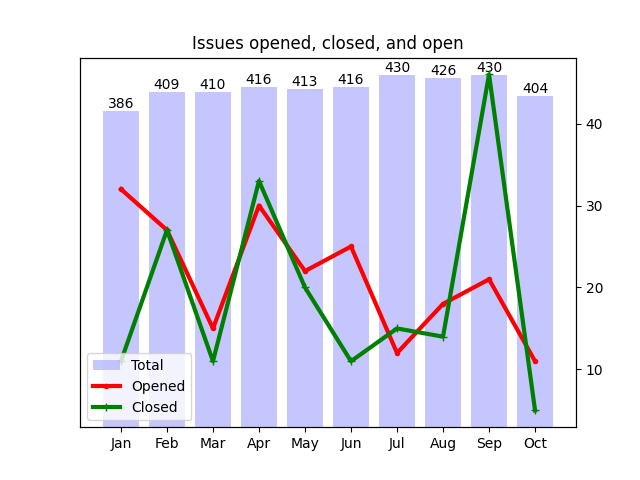 Issues opened, closed, and open
386 409 410 416 413 416 430 426 430 404
40
30
20
10
Total
Opened
Closed
Jan Feb Mar Apr May Jun Jul Aug Sep Oct